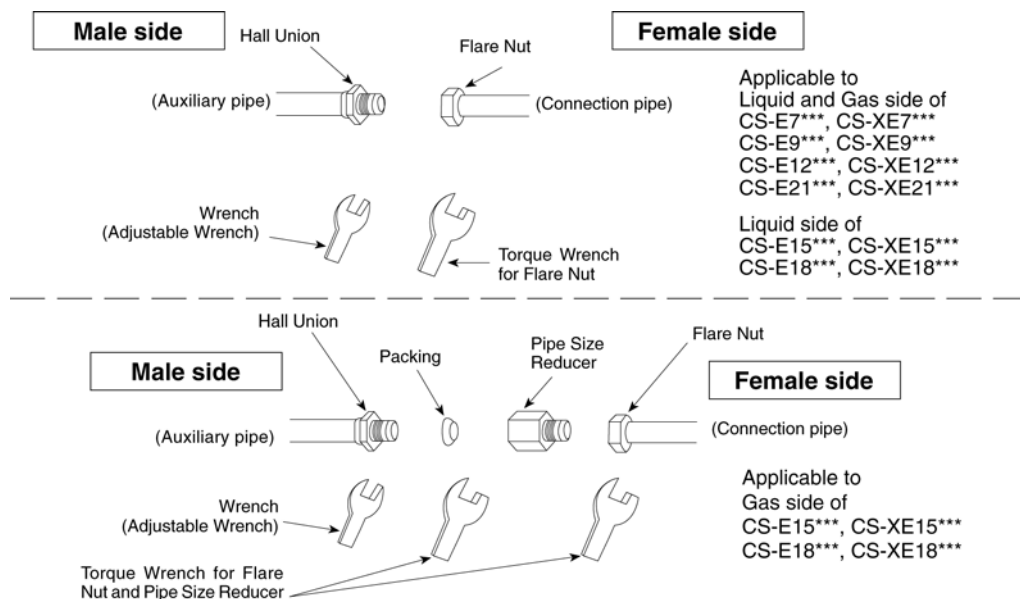 Male side
Hall Union
Flare Nut
Female side
(Auxiliary pipe)
(Connection pipe)
Applicable to
Liquid and Gas side of
CS-E7***, CS-XE7***
CS-E9***, CS-XE9***
CS-E12***, CS-XE12***
CS-E21***, CS-XE21***
Liquid side of
CS-E15***, CS-XE15***
CS-E18***, CS-XE18***
Wrench
(Adjustable Wrench)
Torque Wrench
for Flare Nut
Hall Union
Male side
Packing
Pipe Size
Reducer
Flare Nut
Female side
(Auxiliary pipe)
(Connection pipe)
Applicable to
Gas side of
CS-E15***, CS-XE15***
CS-E18***, CS-XE18***
Wrench
(Adjustable Wrench)
Torque Wrench for Flare
Nut and Pipe Size Reducer